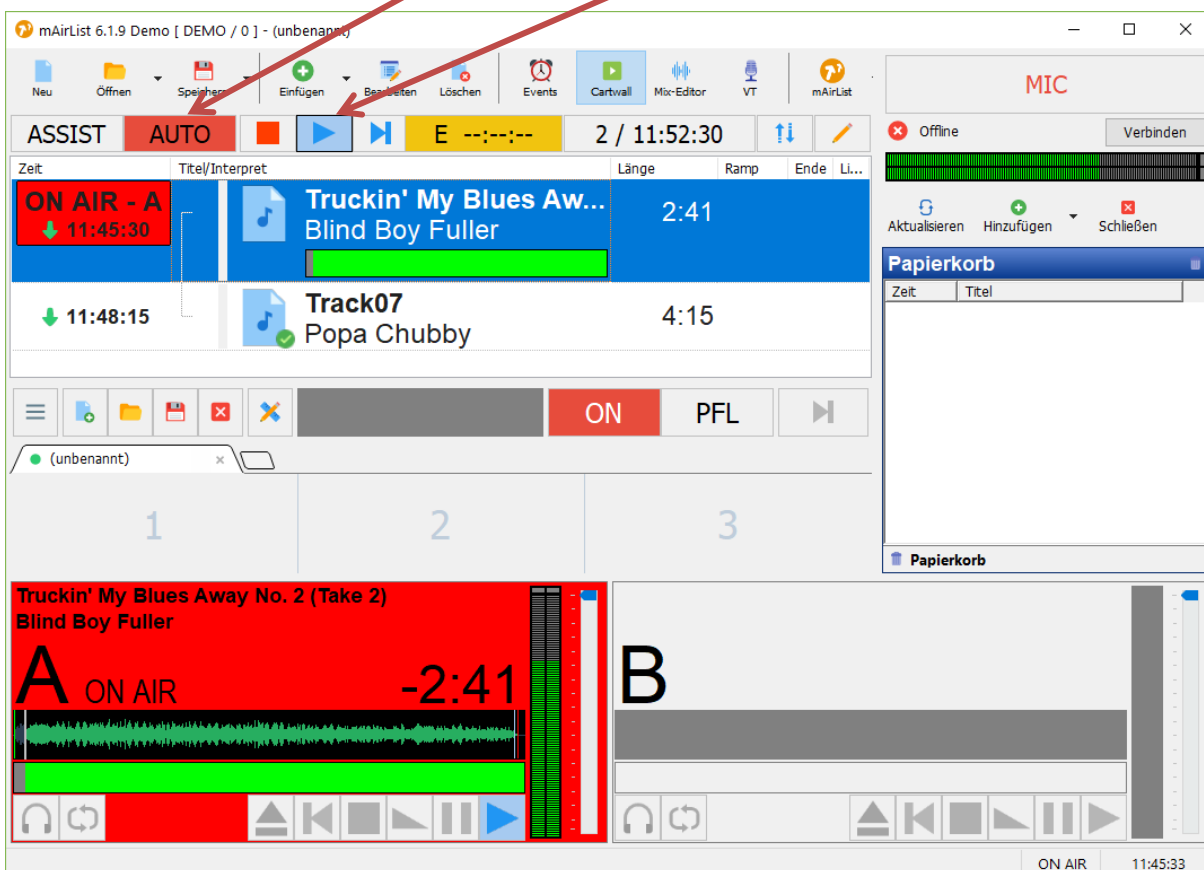 mAirList 6.1.9 Demo [ DEMO / 0 ] - (unbenannt)
Neu Öffnen Speichern Einfügen Bearbeiten Löschen Events Cartwall Mix-Editor VT mAirList
MIC
ASSIST AUTO E --:--:-- 2 / 11:52:30
Offline Verbinden
Zeit Titel/Interpret Länge Ramp Ende Li...
ON AIR - A
11:45:30
Truckin' My Blues Aw...
Blind Boy Fuller
2:41
11:48:15
Track07
Popa Chubby
4:15
Aktualisieren Hinzufügen Schließen
Papierkorb
Zeit Titel
Papierkorb
ON PFL
(unbenannt)
1 2 3
Truckin' My Blues Away No. 2 (Take 2)
Blind Boy Fuller
A ON AIR -2:41
B
ON AIR 11:45:33